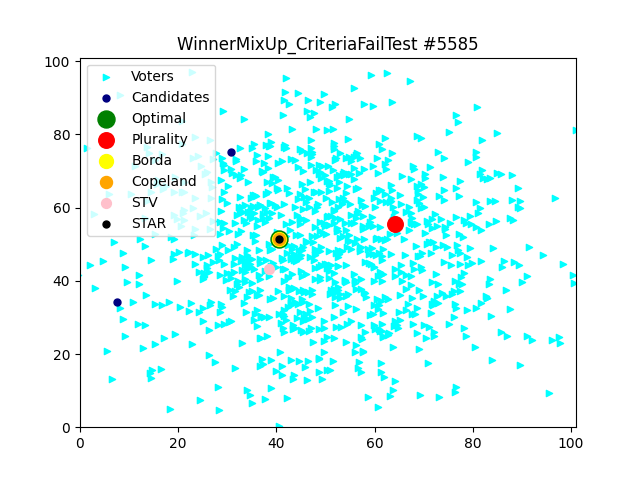 WinnerMixUp_CriteriaFailTest #5585
100
80
60
40
20
0
Voters
Candidates
Optimal
Plurality
Borda
Copeland
STV
STAR
0 20 40 60 80 100